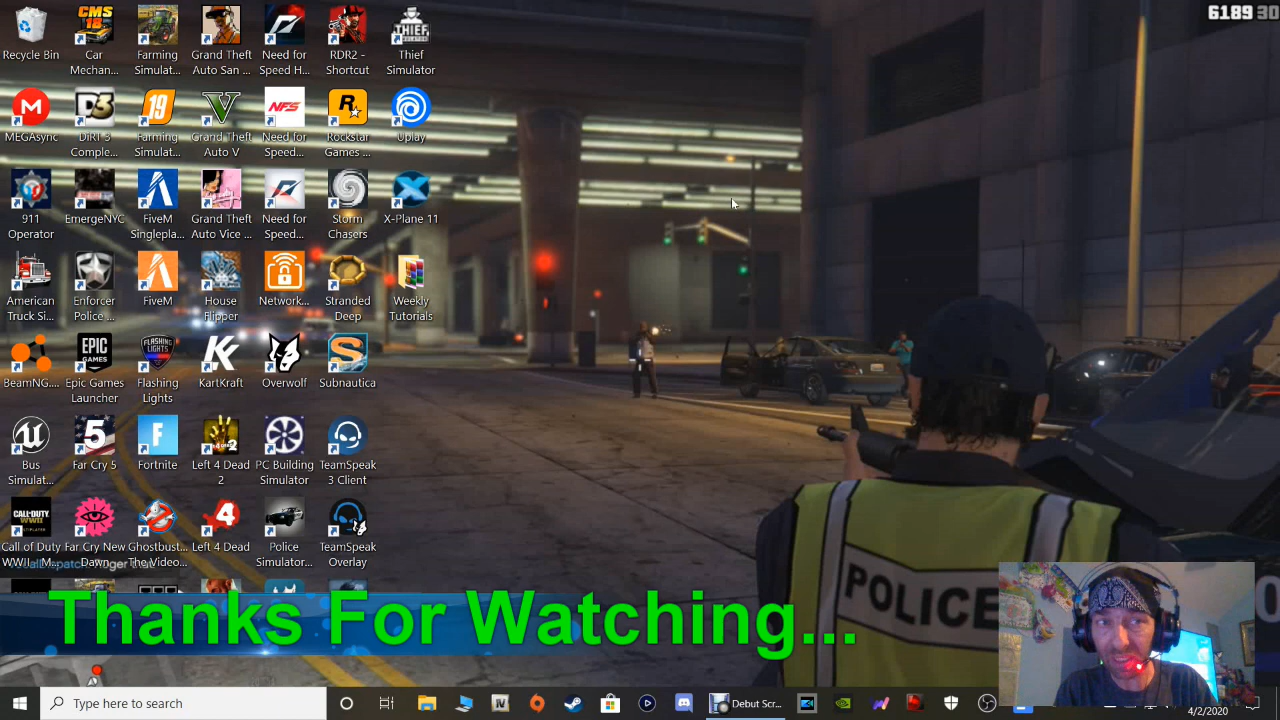 6189 30
Recycle Bin
Car Mechan...
Farming Simulat...
Grand Theft Auto San ...
Need for Speed H...
RDR2 - Shortcut
Thief Simulator
MEGAsync
DiRT 3 Comple...
Farming Simulat...
Grand Theft Auto V
Need for Speed...
Rockstar Games ...
Uplay
911 Operator
EmergeNYC
FiveM Singlepla...
Grand Theft Auto Vice ...
Need for Speed...
Storm Chasers
X-Plane 11
American Truck Si...
Enforcer Police ...
FiveM
House Flipper
Network...
Stranded Deep
Weekly Tutorials
BeamNG....
Epic Games Launcher
Flashing Lights
KartKraft
Overwolf
Subnautica
Bus Simulat...
Far Cry 5
Fortnite
Left 4 Dead 2
PC Building Simulator
TeamSpeak 3 Client
Call of Duty WWII - M...
Far Cry New Dawn
Ghostbust... The Video...
Left 4 Dead
Police Simulator...
TeamSpeak Overlay
POLICE
Thanks For Watching...
Type here to search
Debut Scr...
4/2/2020